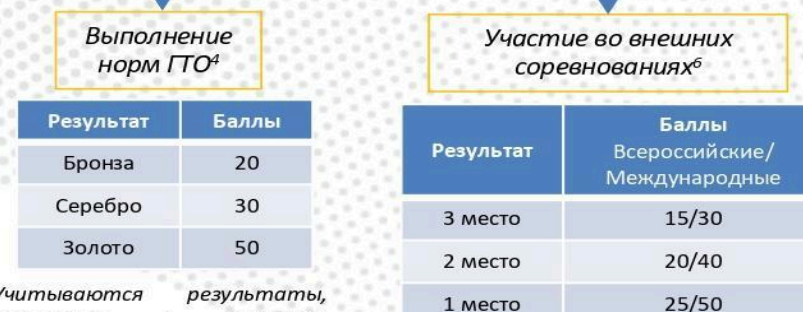 Выполнение
норм ГТО⁴
Результат Баллы
Бронза 20
Серебро 30
Золото 50
Учитываются результаты,
Участие во внешних
соревнованиях⁶
Результат Баллы
Всероссийские/
Международные
3 место 15/30
2 место 20/40
1 место 25/50